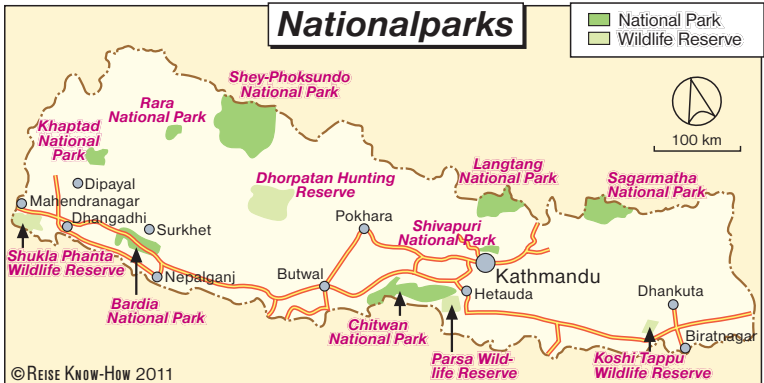 Nationalparks
National Park
Wildlife Reserve
100 km
Shey-Phoksundo
National Park
Rara
National Park
Khaptad
National
Park
Dhorpatan Hunting
Reserve
Langtang
National Park
Sagarmatha
National Park
Dipayal
Mahendranagar
Dhangadhi
Surkhet
Pokhara
Shivapuri
National Park
Shukla Phanta
Wildlife Reserve
Nepalganj
Butwal
Kathmandu
Hetauda
Dhankuta
Bardia
National Park
Chitwan
National Park
Parsa Wild-
life Reserve
Koshi Tappu
Wildlife Reserve
Biratnagar
© REISE KNOW-HOW 2011